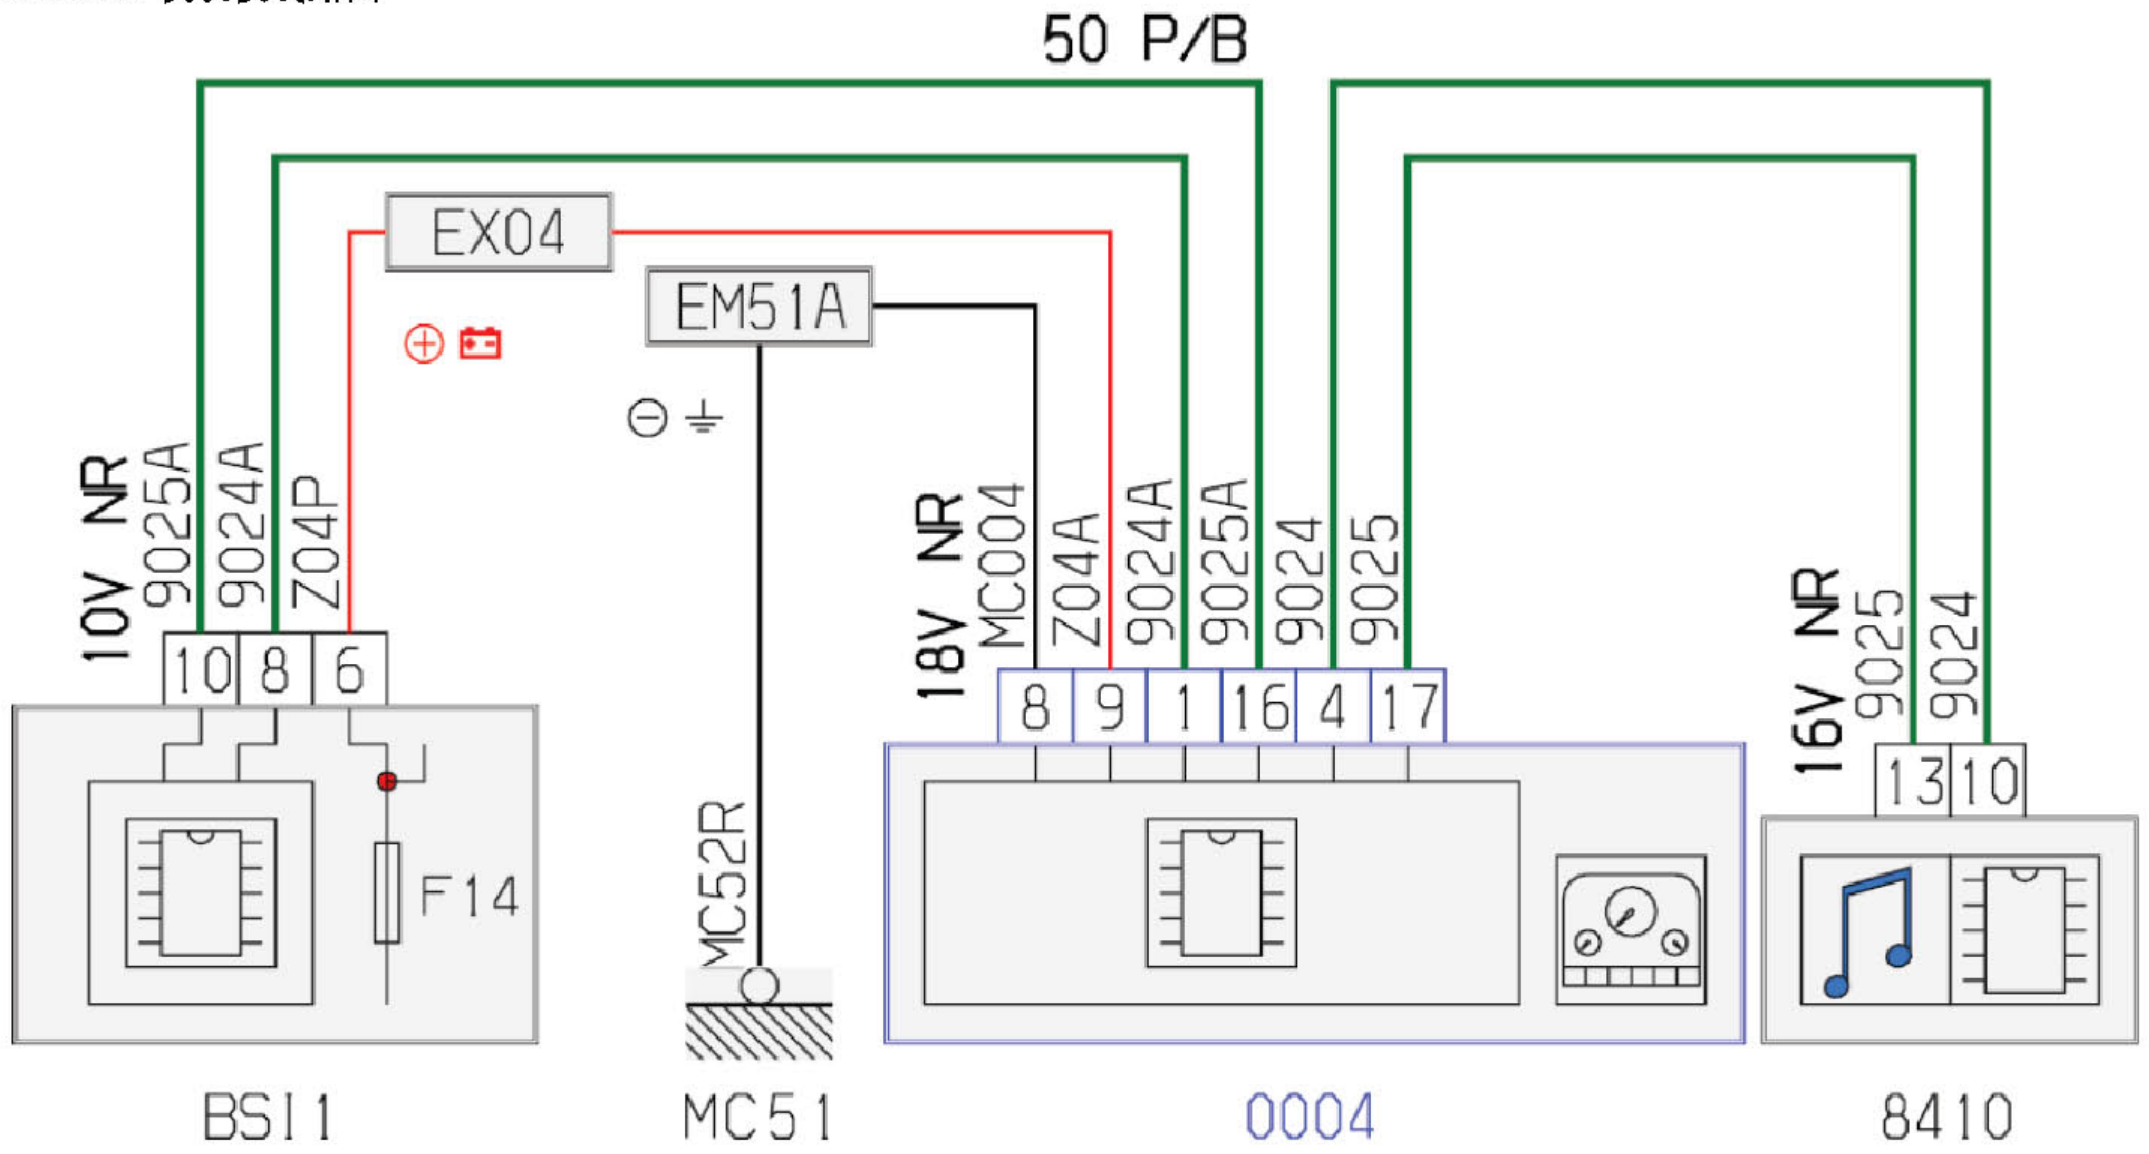 50 P/B
EX04
EM51A
10V NR
9025A
9024A
Z04P
18V NR
MC004
Z04A
9024A
9025A
9024
9025
16V NR
9025
9024
10 8 6
8 9 1 16 4 17
13 10
MC52R
F14
BSI1
MC51
0004
8410